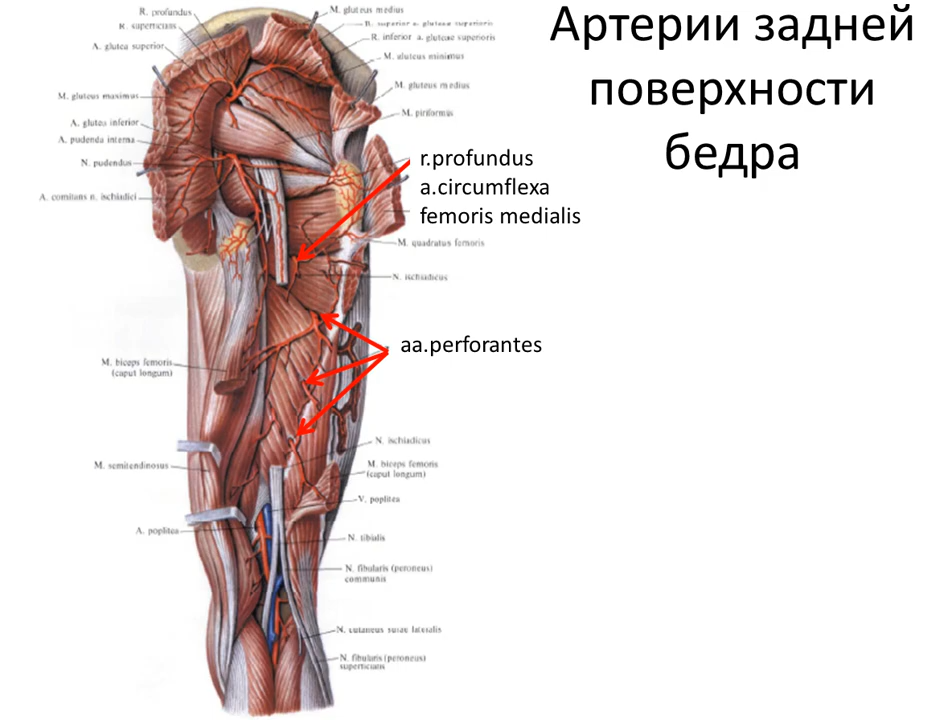 Артерии задней
поверхности
бедра
R. profundus
R. superficialis
A. glutea superior
M. gluteus maximus
A. glutea inferior
A. pudenda interna
N. pudendus
A. comitans n. ischiadici
M. biceps femoris
(caput longum)
M. semitendinosus
A. poplitea
M. gluteus medius
R. superior a. gluteae superioris
R. inferior a. gluteae superioris
M. gluteus minimus
M. gluteus medius
M. piriformis
r.profundus
a.circumflexa
femoris medialis
M. quadratus femoris
N. ischiadicus
aa.perforantes
N. ischiadicus
M. biceps femoris
(caput longum)
V. poplitea
N. tibialis
N. fibularis (peroneus)
communis
N. cutaneus surae lateralis
N. fibularis (peroneus)
superficialis